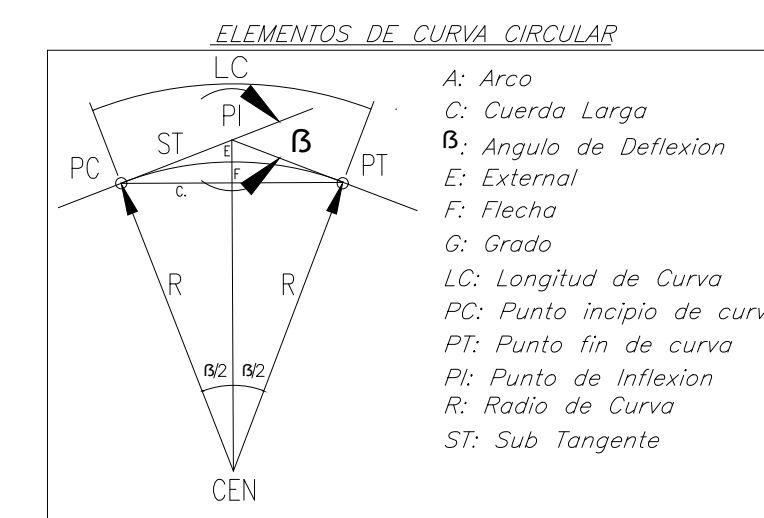 ELEMENTOS DE CURVA CIRCULAR
LC
PI
ST
ß
E
PC
PT
F
C.
R
R
ß/2
ß/2
CEN
A: Arco
C: Cuerda Larga
ß: Angulo de Deflexion
E: External
F: Flecha
G: Grado
LC: Longitud de Curva
PC: Punto incipio de curv
PT: Punto fin de curva
PI: Punto de Inflexion
R: Radio de Curva
ST: Sub Tangente